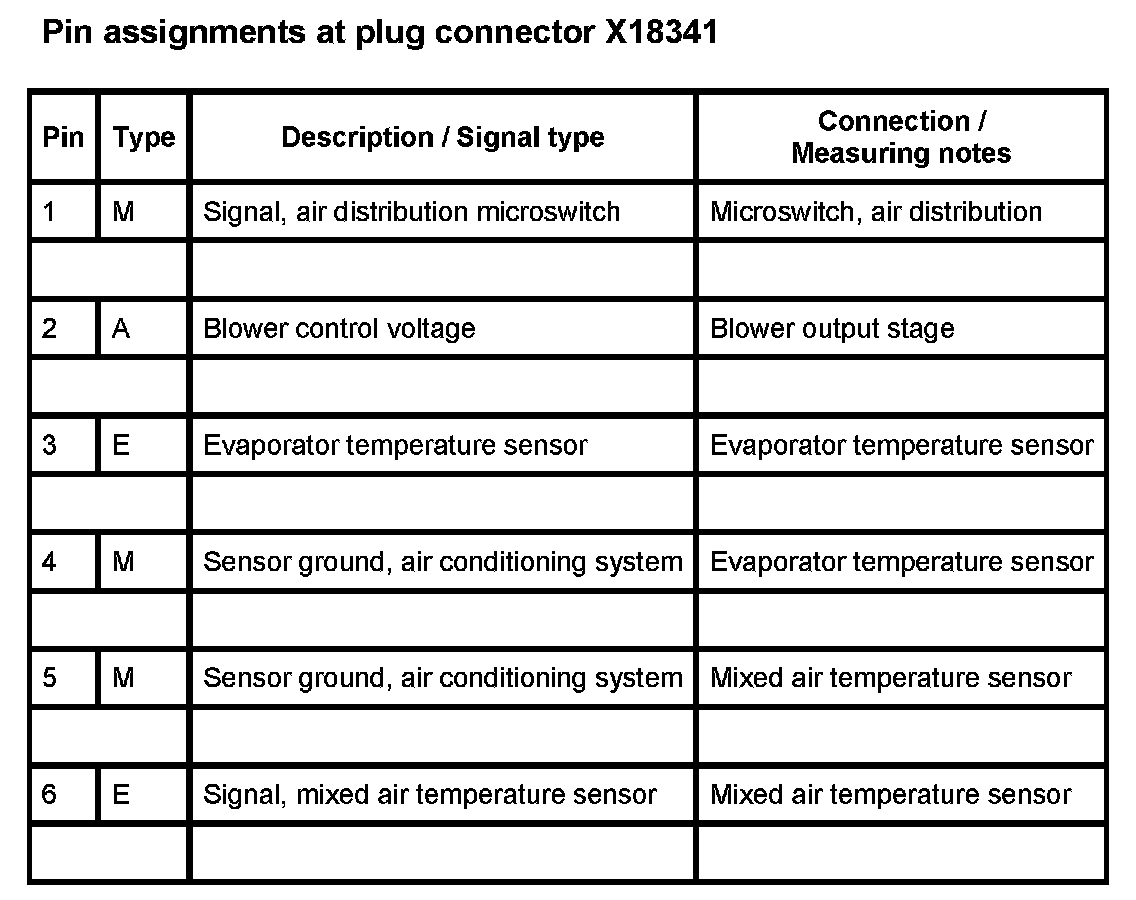 Pin assignments at plug connector X18341
Pin Type Description / Signal type Connection /
Measuring notes
1 M Signal, air distribution microswitch Microswitch, air distribution
2 A Blower control voltage Blower output stage
3 E Evaporator temperature sensor Evaporator temperature sensor
4 M Sensor ground, air conditioning system Evaporator temperature sensor
5 M Sensor ground, air conditioning system Mixed air temperature sensor
6 E Signal, mixed air temperature sensor Mixed air temperature sensor